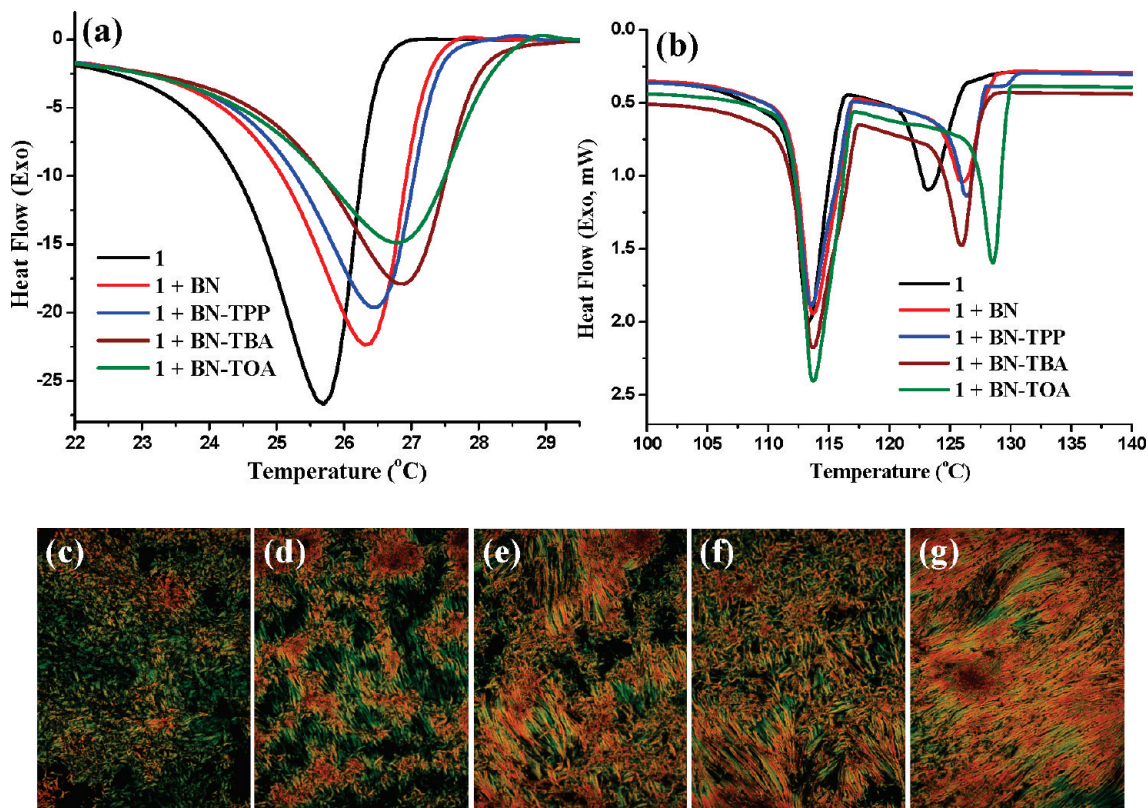 (a)
0
-5
-10
-15
-20
-25
Heat Flow (Exo)
1
1 + BN
1 + BN-TPP
1 + BN-TBA
1 + BN-TOA
22 23 24 25 26 27 28 29
Temperature (°C)
(b)
0.0
0.5
1.0
1.5
2.0
2.5
Heat Flow (Exo, mW)
1
1 + BN
1 + BN-TPP
1 + BN-TBA
1 + BN-TOA
100 105 110 115 120 125 130 135 140
Temperature (°C)
(c) (d) (e) (f) (g)